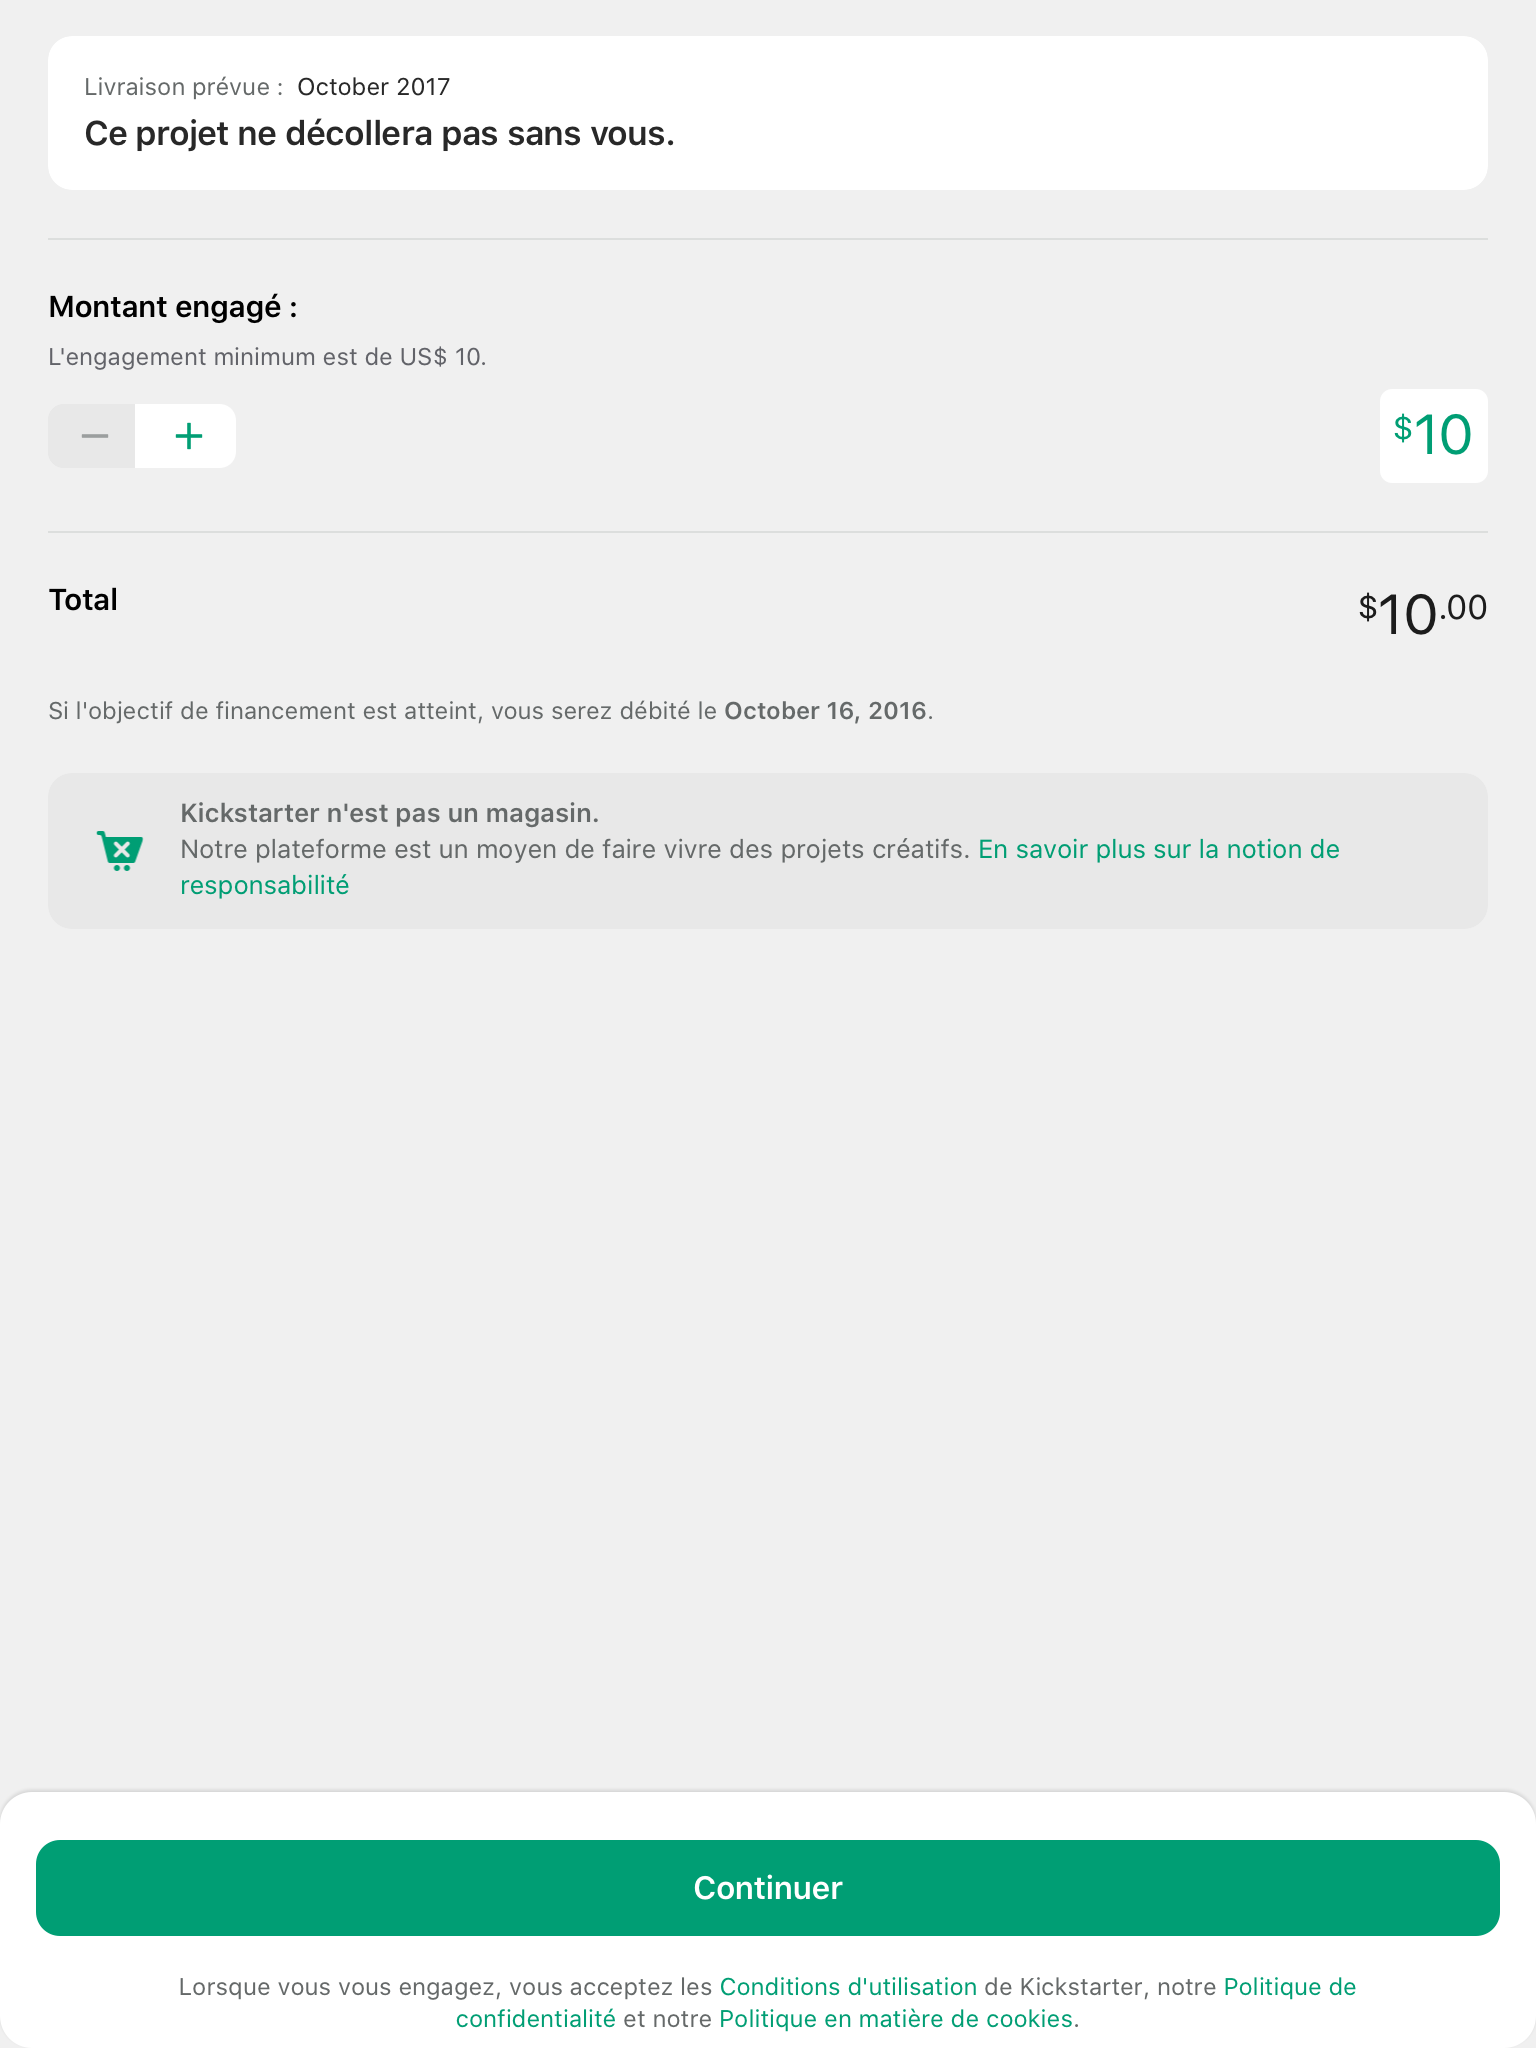 Livraison prévue : October 2017
Ce projet ne décollera pas sans vous.
Montant engagé :
L'engagement minimum est de US$ 10.
$10
Total
$10.00
Si l'objectif de financement est atteint, vous serez débité le October 16, 2016.
Kickstarter n'est pas un magasin.
Notre plateforme est un moyen de faire vivre des projets créatifs. En savoir plus sur la notion de
responsabilité
Continuer
Lorsque vous vous engagez, vous acceptez les Conditions d'utilisation de Kickstarter, notre Politique de
confidentialité et notre Politique en matière de cookies.